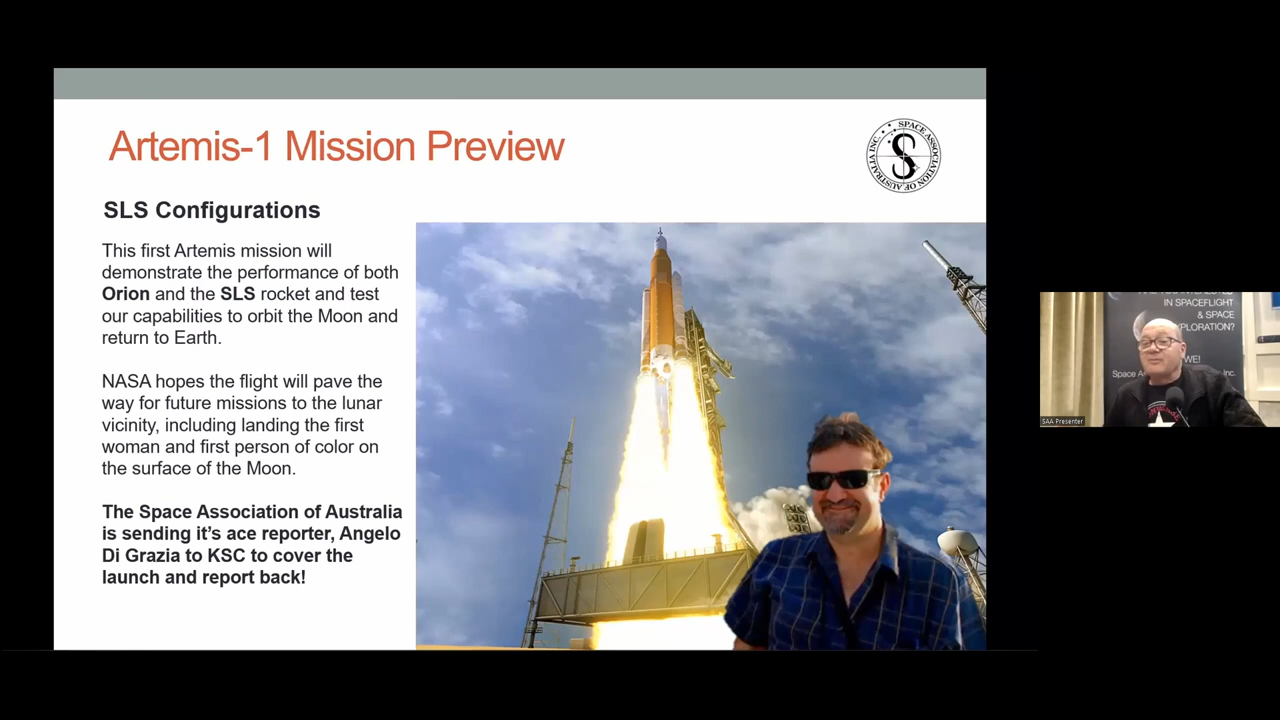 Artemis-1 Mission Preview
SPACE ASSOCIATION OF AUSTRALIA INC.
S
SLS Configurations
This first Artemis mission will
demonstrate the performance of both
Orion and the SLS rocket and test
our capabilities to orbit the Moon and
return to Earth.
NASA hopes the flight will pave the
way for future missions to the lunar
vicinity, including landing the first
woman and first person of color on
the surface of the Moon.
The Space Association of Australia
is sending it's ace reporter, Angelo
Di Grazia to KSC to cover the
launch and report back!
IN SPACEFLIGHT
& SPACE
WE!
Space
Inc.
SAA Presenter